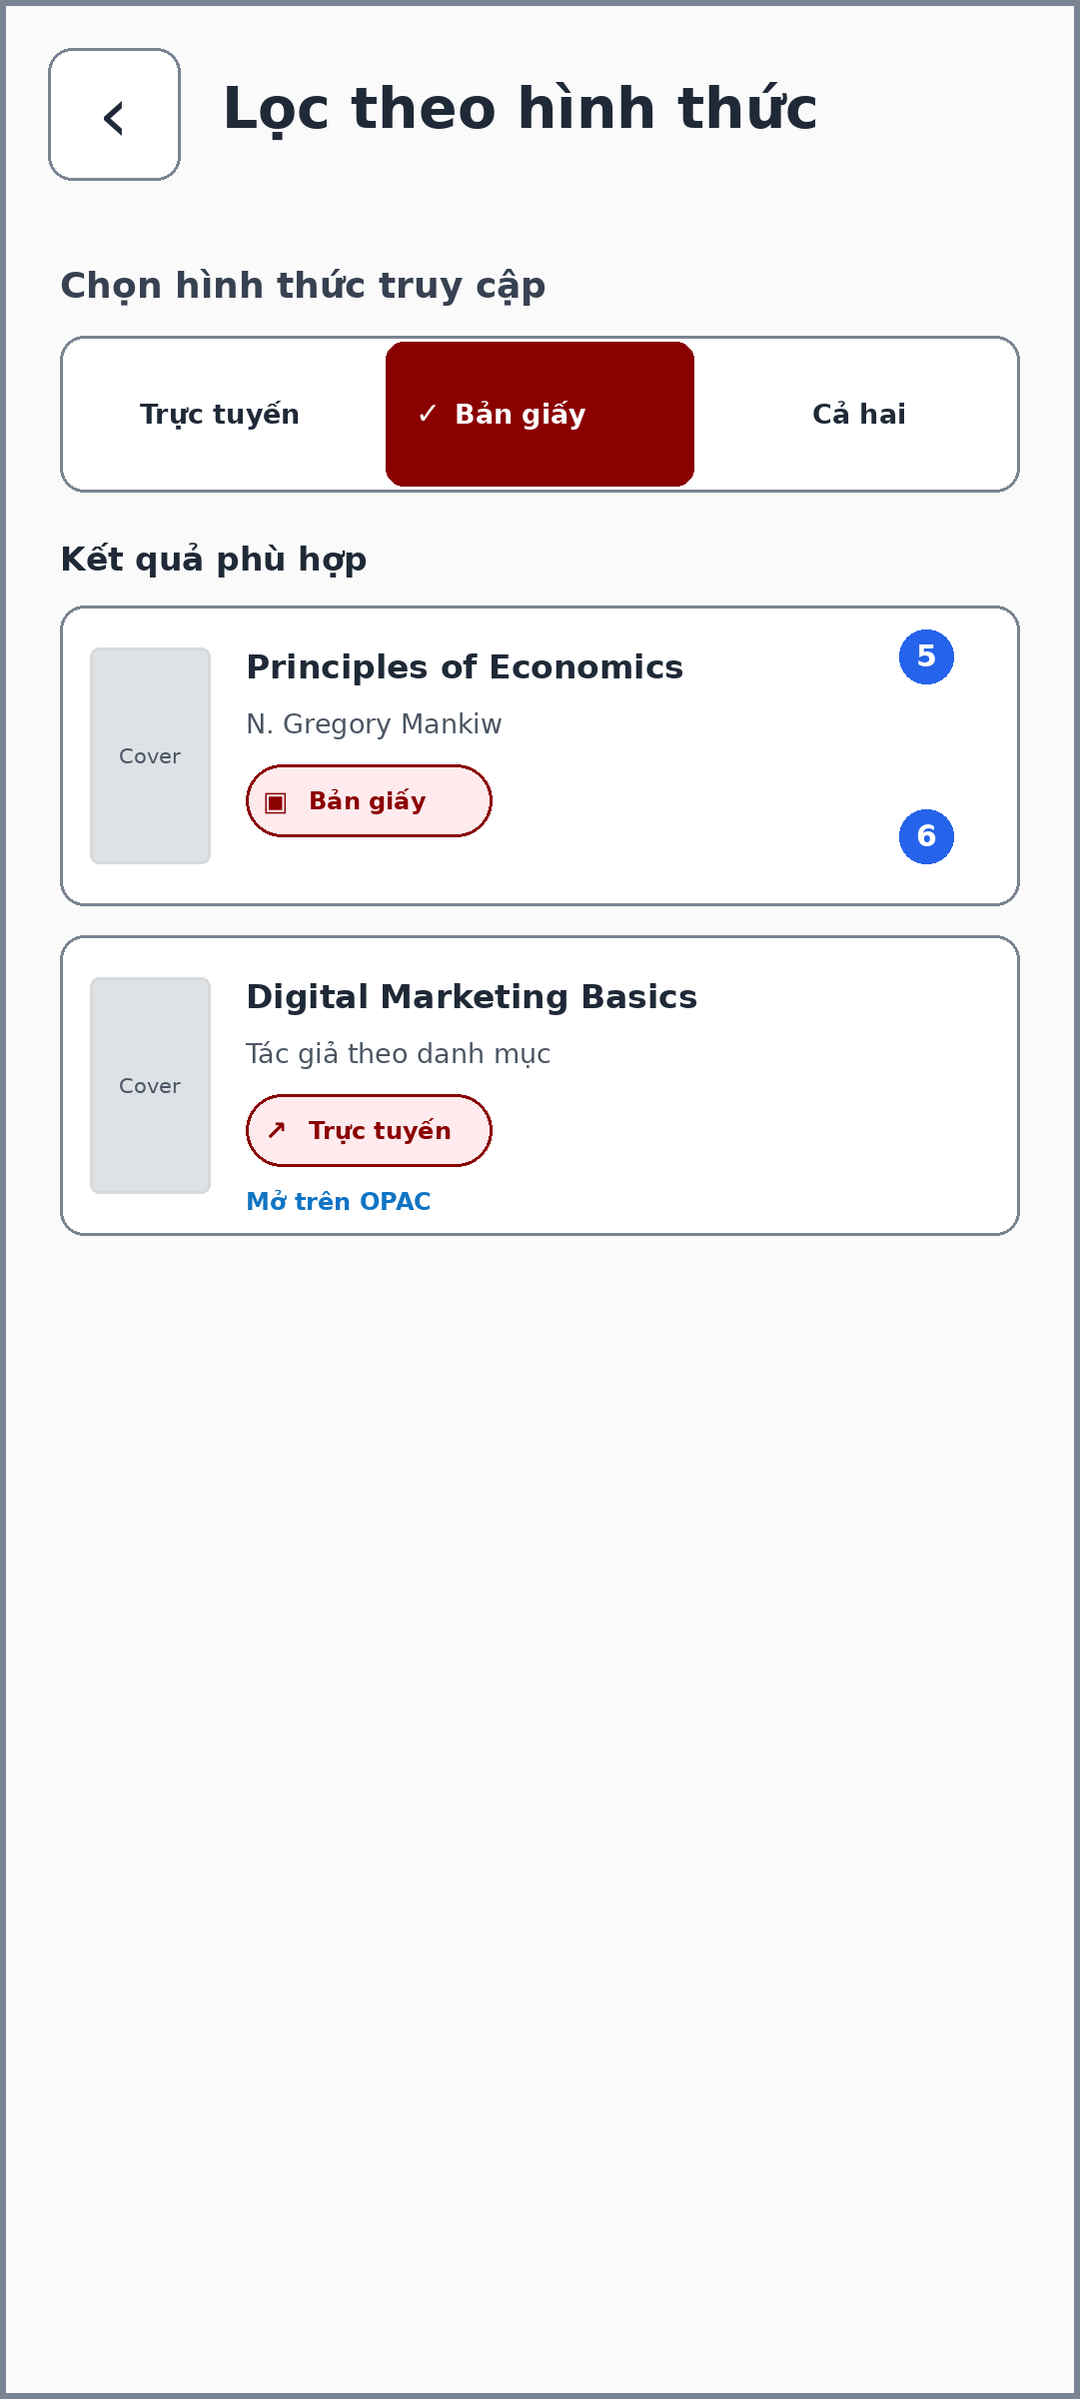 ‹ Lọc theo hình thức
Chọn hình thức truy cập
Trực tuyến ✓ Bản giấy Cả hai
Kết quả phù hợp
Cover
Principles of Economics
5
N. Gregory Mankiw
▣ Bản giấy
6
Cover
Digital Marketing Basics
Tác giả theo danh mục
↗ Trực tuyến
Mở trên OPAC